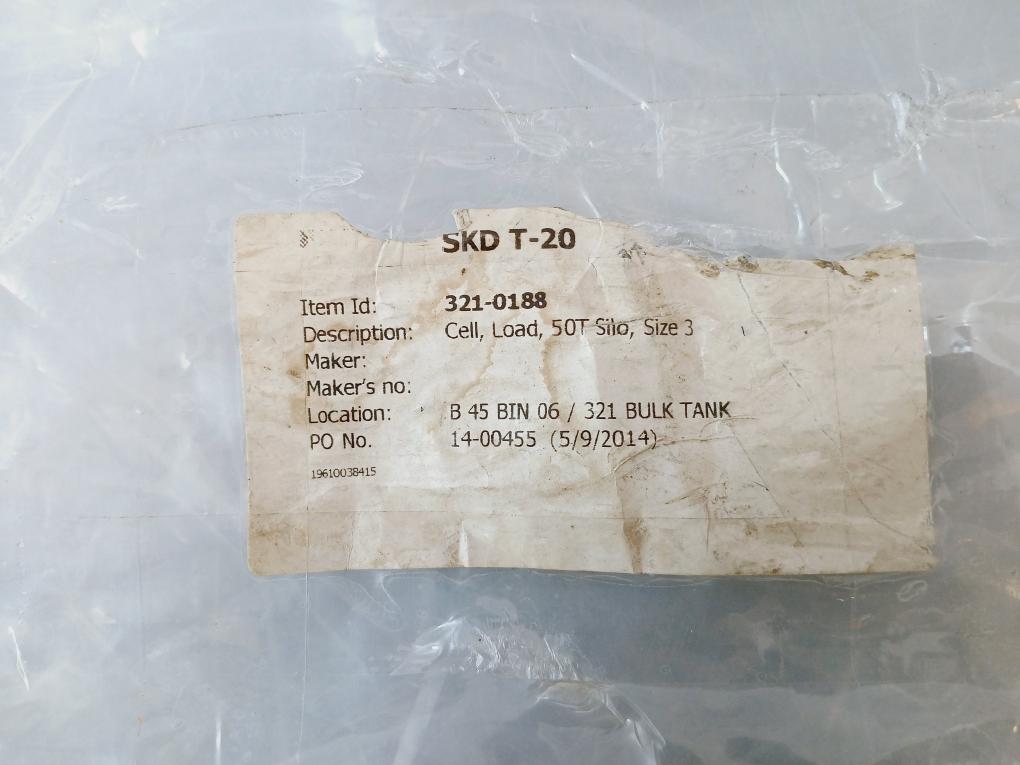 SKD T-20
Item Id: 321-0188
Description: Cell, Load, 50T Silo, Size 3
Maker:
Maker's no:
Location: B 45 BIN 06 / 321 BULK TANK
PO No. 14-00455 (5/9/2014)
19610038415